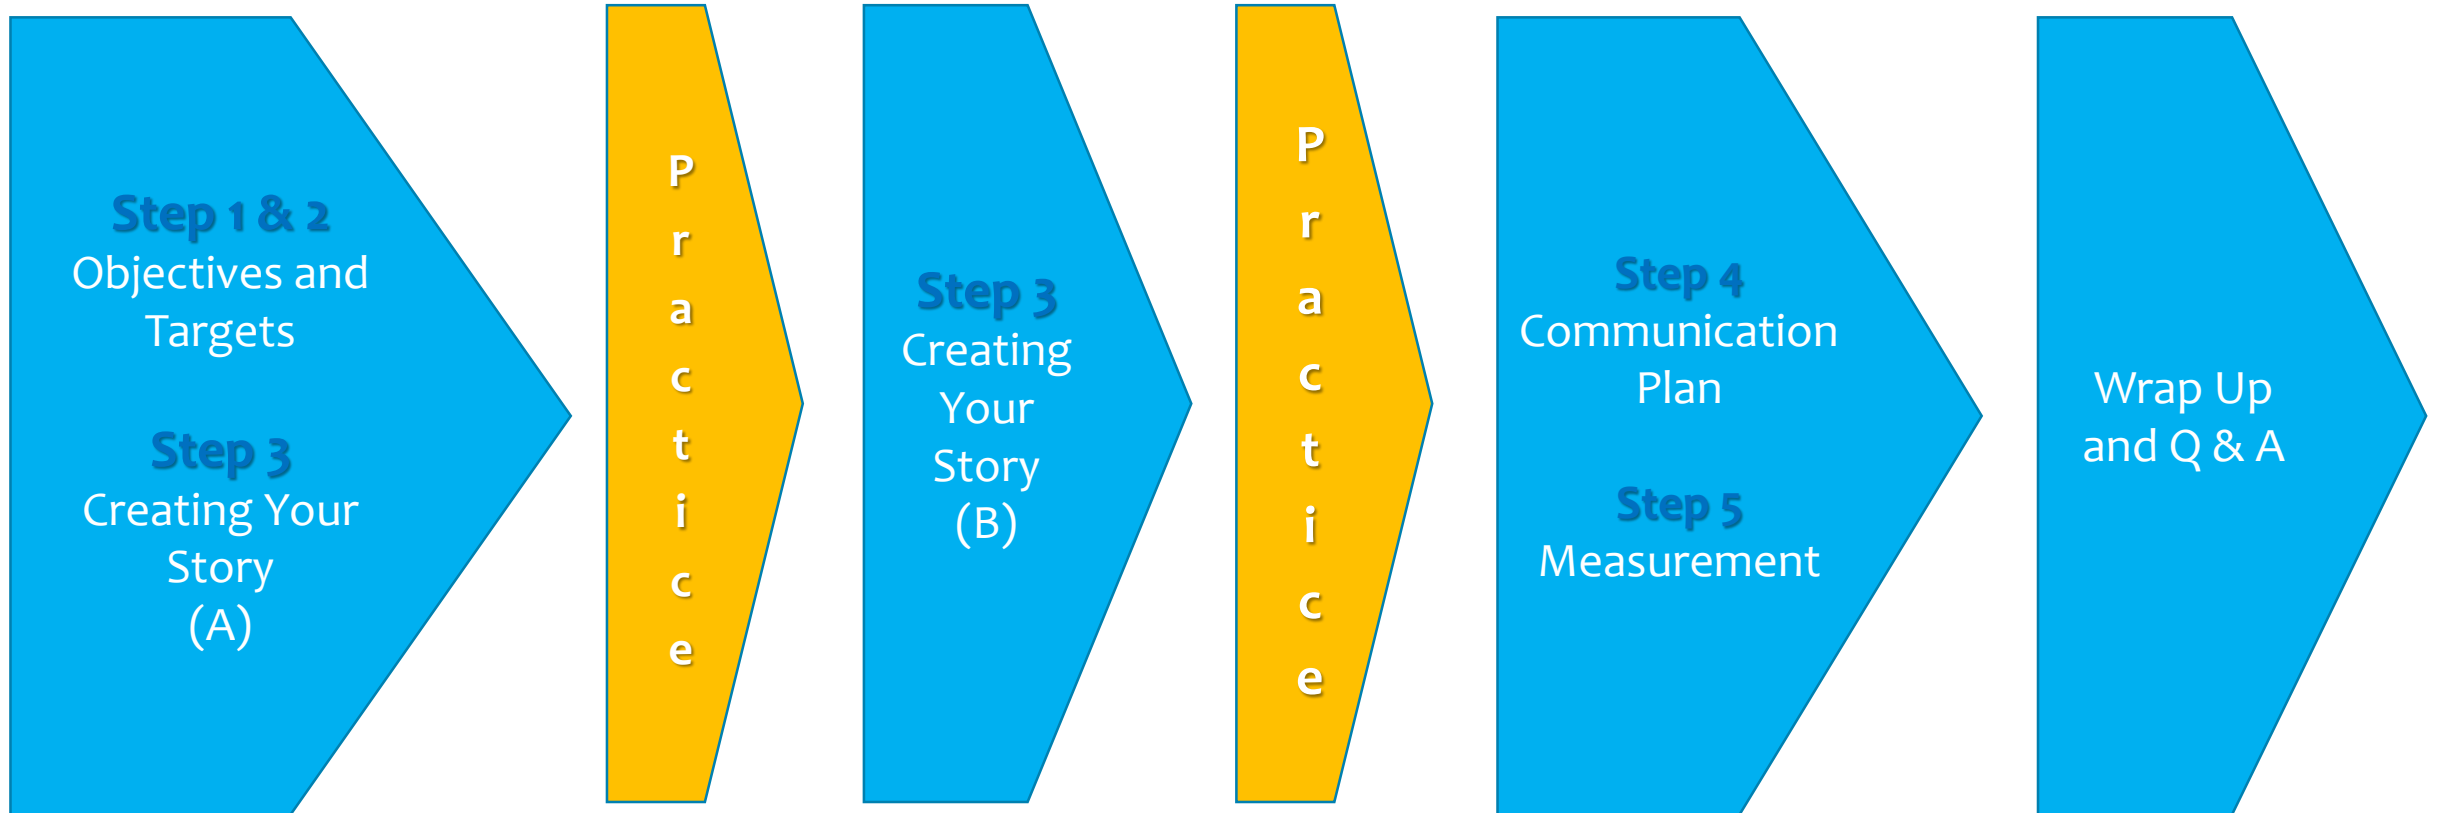 Step 1 & 2
Objectives and
Targets
Step 3
Creating Your
Story
(A)
P
r
a
c
t
i
c
e
Step 3
Creating
Your
Story
(B)
P
r
a
c
t
i
c
e
Step 4
Communication
Plan
Step 5
Measurement
Wrap Up
and Q & A